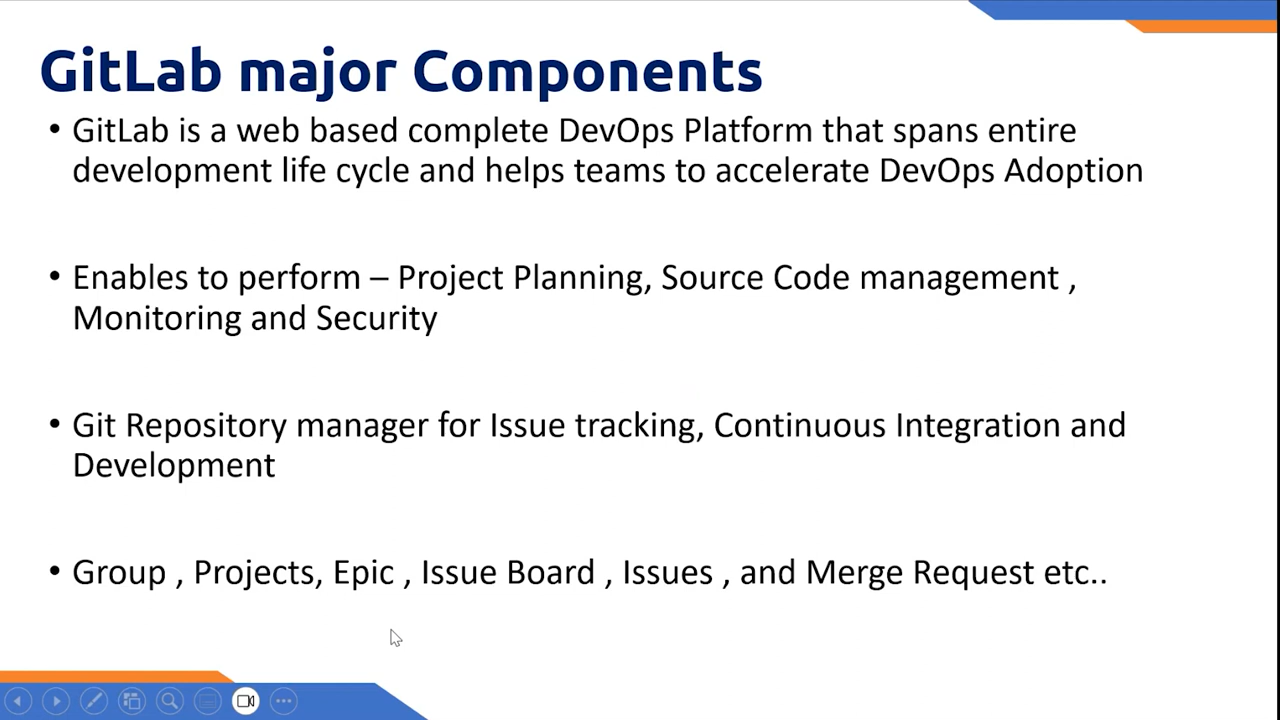 GitLab major Components
• GitLab is a web based complete DevOps Platform that spans entire
development life cycle and helps teams to accelerate DevOps Adoption
• Enables to perform – Project Planning, Source Code management ,
Monitoring and Security
• Git Repository manager for Issue tracking, Continuous Integration and
Development
• Group , Projects, Epic , Issue Board , Issues , and Merge Request etc..